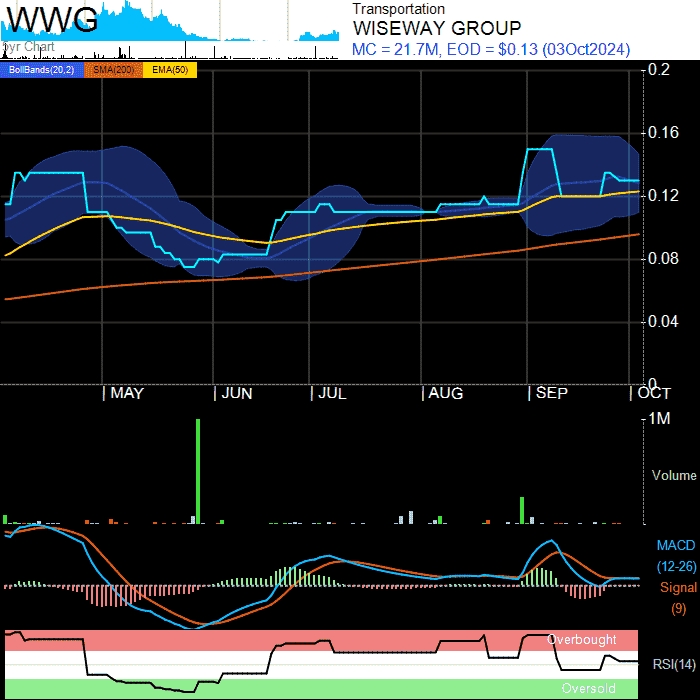 WWG
5yr Chart
Transportation
WISEWAY GROUP
MC = 21.7M, EOD = $0.13 (03Oct2024)
BollBands(20,2) SMA(200) EMA(50)
0.2
0.16
0.12
0.08
0.04
0
MAY JUN JUL AUG SEP OCT
1M
Volume
MACD
(12-26)
Signal
(9)
Overbought
RSI(14)
Oversold